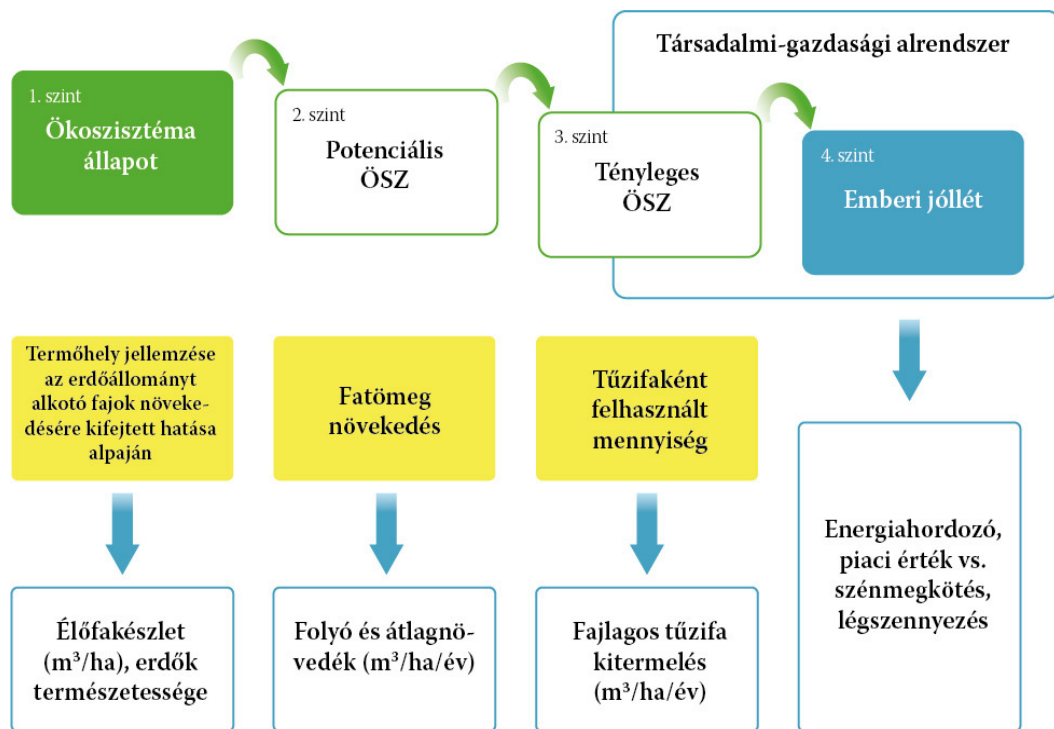 Társadalmi-gazdasági alrendszer
1. szint
Ökoszisztéma
állapot
2. szint
Potenciális
ÖSZ
3. szint
Tényleges
ÖSZ
4. szint
Emberi jóllét
Termőhely jellemzése
az erdőállományt
alkotó fajok növeke-
désére kifejtett hatása
alpaján
Fatömeg
növekedés
Tűzifaként
felhasznált
mennyiség
Élőfakészlet
(m³/ha), erdők
természetessége
Folyó és átlagnö-
vedék (m³/ha/év)
Fajlagos tűzifa
kitermelés
(m³/ha/év)
Energiahordozó,
piaci érték vs.
szénmegkötés,
légszennyezés